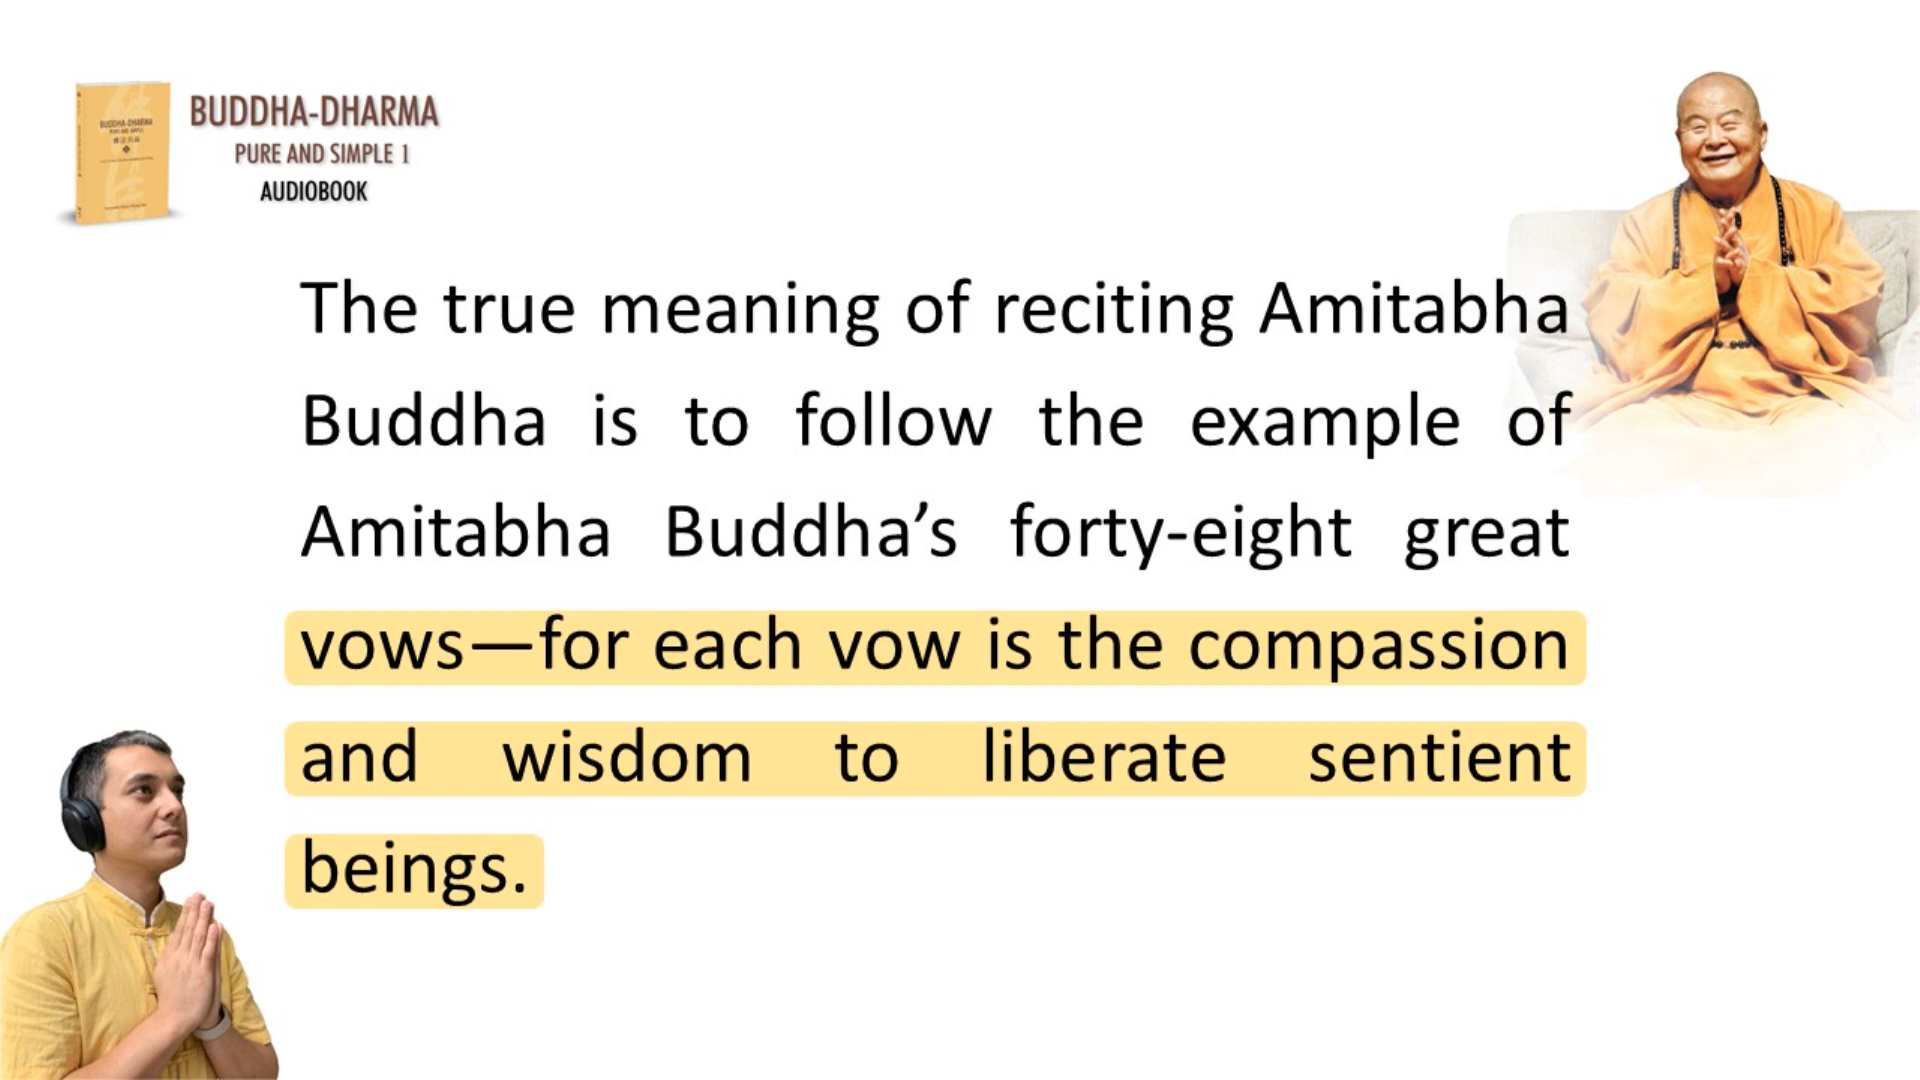 BUDDHA-DHARMA
PURE AND SIMPLE 1
AUDIOBOOK
BUDDHA-DHARMA
The true meaning of reciting Amitabha
Buddha is to follow the example of
Amitabha Buddha’s forty-eight great
vows—for each vow is the compassion
and wisdom to liberate sentient
beings.